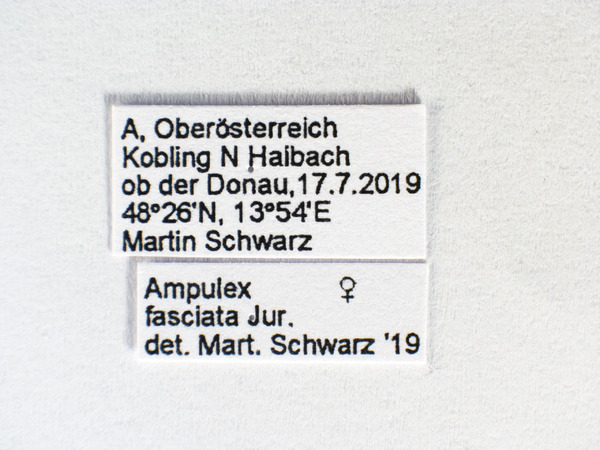 A, Oberösterreich
Kobling N Haibach
ob der Donau,17.7.2019
48°26'N, 13°54'E
Martin Schwarz
Ampulex ♀
fasciata Jur.
det. Mart. Schwarz '19